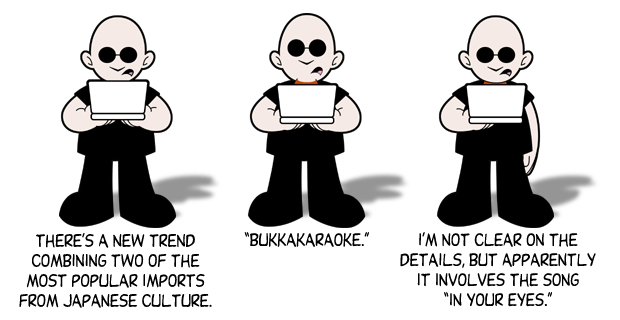 THERE'S A NEW TREND
COMBINING TWO OF THE
MOST POPULAR IMPORTS
FROM JAPANESE CULTURE.
"BUKKAKARAOKE."
I'M NOT CLEAR ON THE
DETAILS, BUT APPARENTLY
IT INVOLVES THE SONG
"IN YOUR EYES."